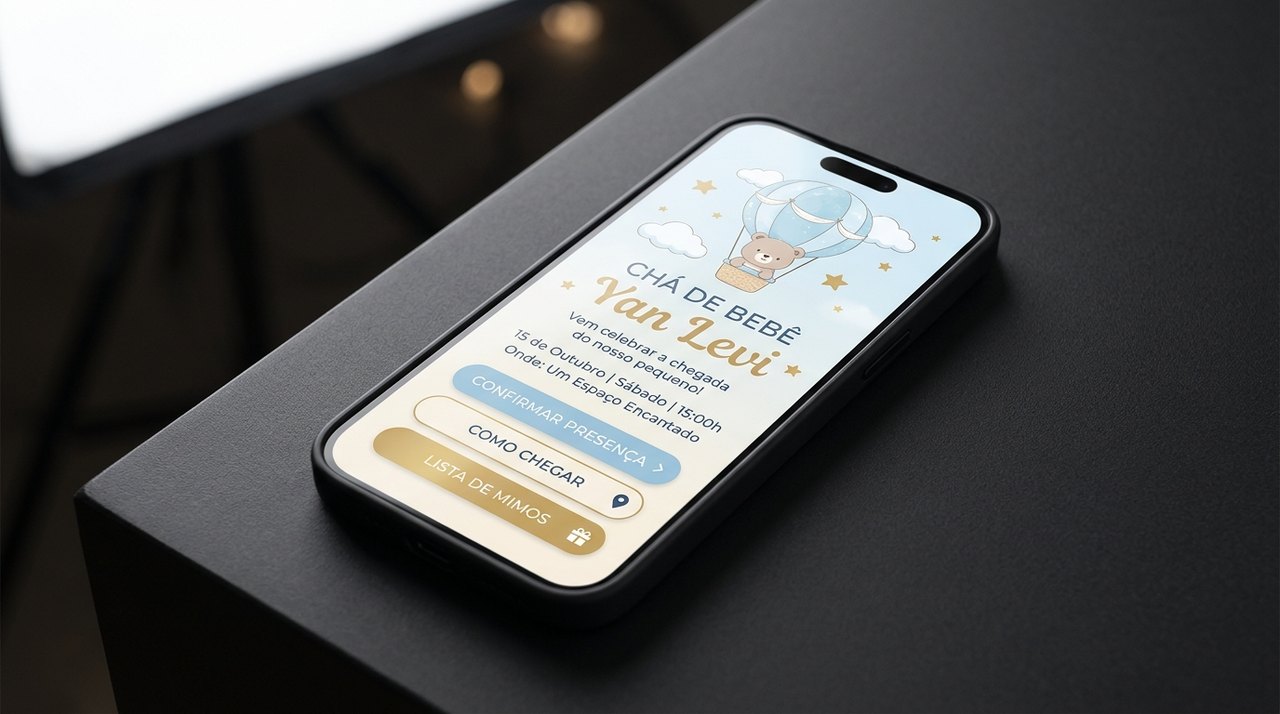 CHÁ DE BEBÊ
Yan Levi
Vem celebrar a chegada
do nosso pequeno!
15 de Outubro | Sábado | 15:00h
Onde: Um Espaço Encantado
CONFIRMAR PRESENÇA
COMO CHEGAR
LISTA DE MIMOS